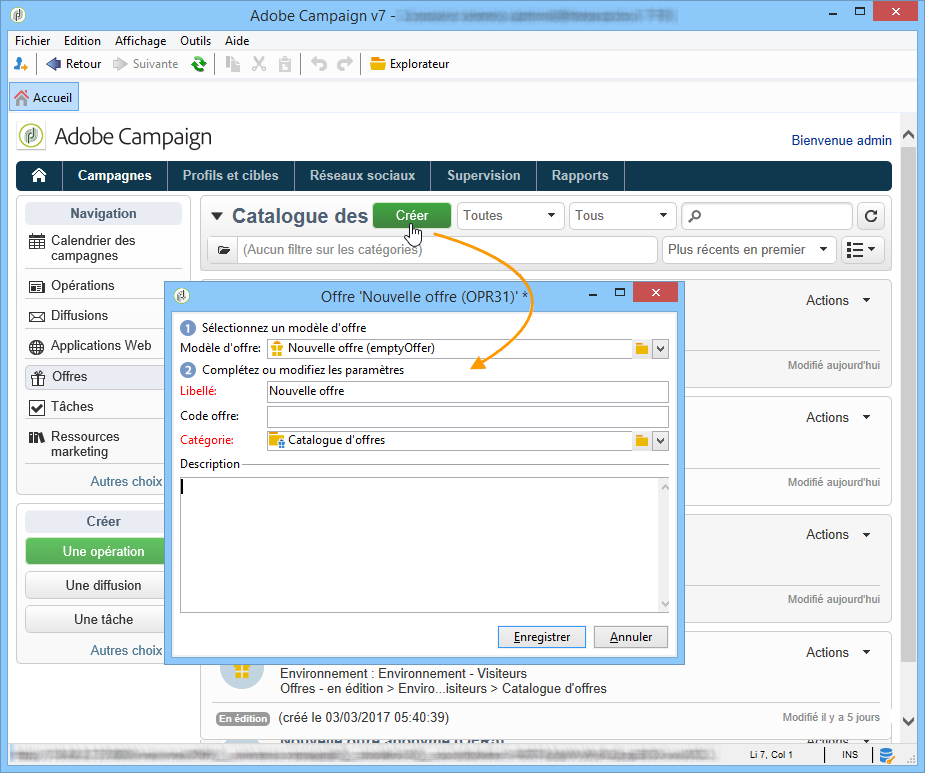 Adobe Campaign v7 -
Fichier Edition Affichage Outils Aide
Retour Suivante Explorateur
Accueil
Adobe Campaign
Bienvenue admin
Campagnes Profils et cibles Réseaux sociaux Supervision Rapports
Navigation
Calendrier des
campagnes
Opérations
Diffusions
Applications Web
Offres
Tâches
Ressources
marketing
Autres choix
Créer
Une opération
Une diffusion
Une tâche
Autres choix
Catalogue des Créer Toutes Tous
(Aucun filtre sur les catégories) Plus récents en premier
Actions
Modifié aujourd'hui
Actions
Modifié aujourd'hui
Actions
Modifié aujourd'hui
Actions
Offre 'Nouvelle offre (OPR31)' *
1 Sélectionnez un modèle d'offre
Modèle d'offre: Nouvelle offre (emptyOffer)
2 Complétez ou modifiez les paramètres
Libellé: Nouvelle offre
Code offre:
Catégorie: Catalogue d'offres
Description
Enregistrer Annuler
Environnement : Environnement - Visiteurs
Offres - en édition > Enviro...isiteurs > Catalogue d'offres
En édition (créé le 03/03/2017 05:40:39) Modifié il y a 5 jours
Actions
Li 7, Col 1 INS